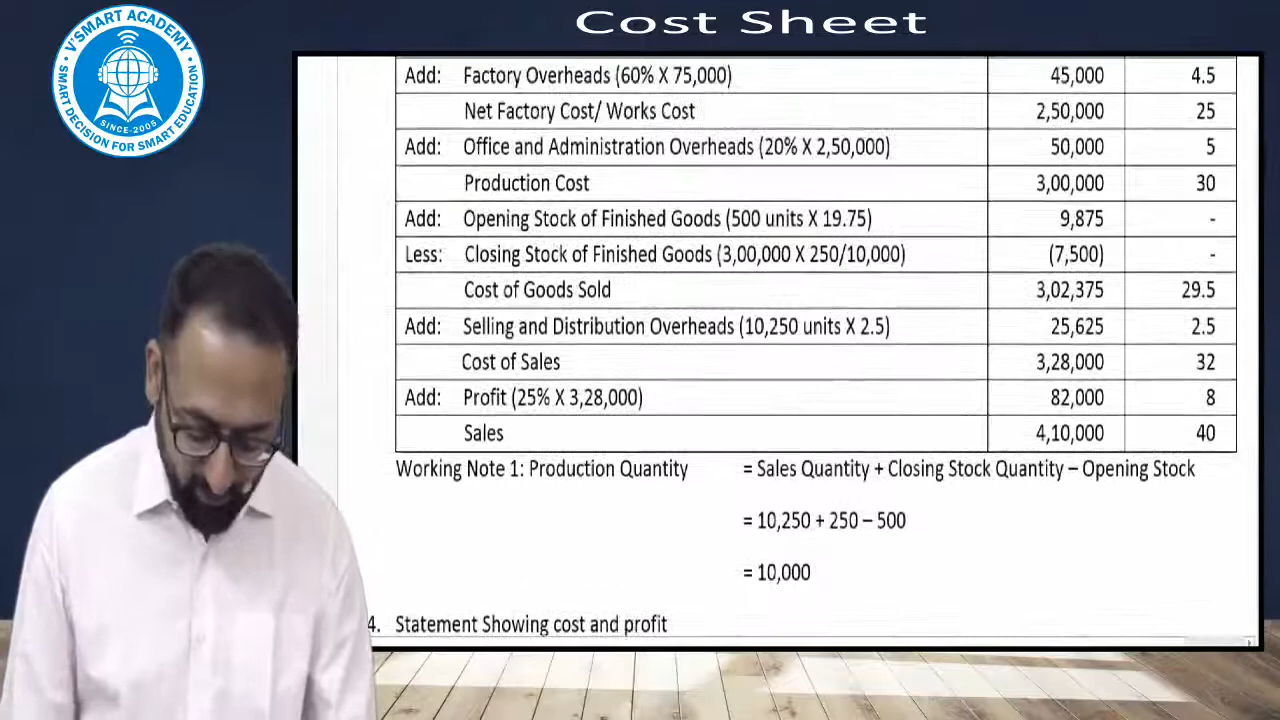 Cost Sheet
V'SMART ACADEMY
SINCE-2005
SMART DECISION FOR SMART EDUCATION
Add: Factory Overheads (60% X 75,000) 45,000 4.5
Net Factory Cost/ Works Cost 2,50,000 25
Add: Office and Administration Overheads (20% X 2,50,000) 50,000 5
Production Cost 3,00,000 30
Add: Opening Stock of Finished Goods (500 units X 19.75) 9,875 -
Less: Closing Stock of Finished Goods (3,00,000 X 250/10,000) (7,500) -
Cost of Goods Sold 3,02,375 29.5
Add: Selling and Distribution Overheads (10,250 units X 2.5) 25,625 2.5
Cost of Sales 3,28,000 32
Add: Profit (25% X 3,28,000) 82,000 8
Sales 4,10,000 40
Working Note 1: Production Quantity = Sales Quantity + Closing Stock Quantity – Opening Stock
= 10,250 + 250 – 500
= 10,000
4. Statement Showing cost and profit